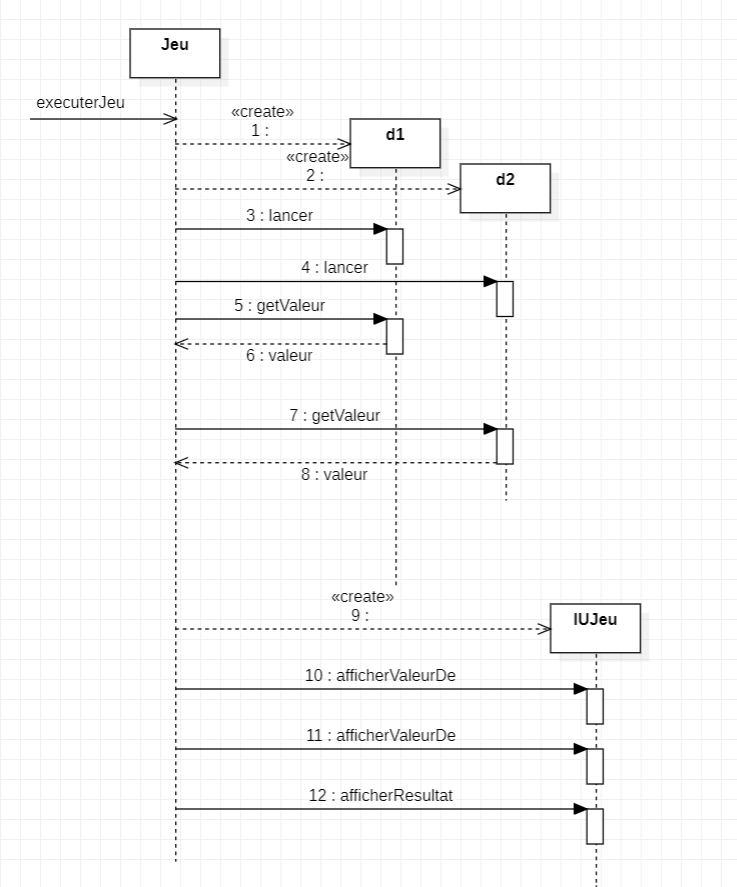 Jeu
executerJeu
«create»
1 :
d1
«create»
2 :
d2
3 : lancer
4 : lancer
5 : getValeur
6 : valeur
7 : getValeur
8 : valeur
«create»
9 :
IUJeu
10 : afficherValeurDe
11 : afficherValeurDe
12 : afficherResultat